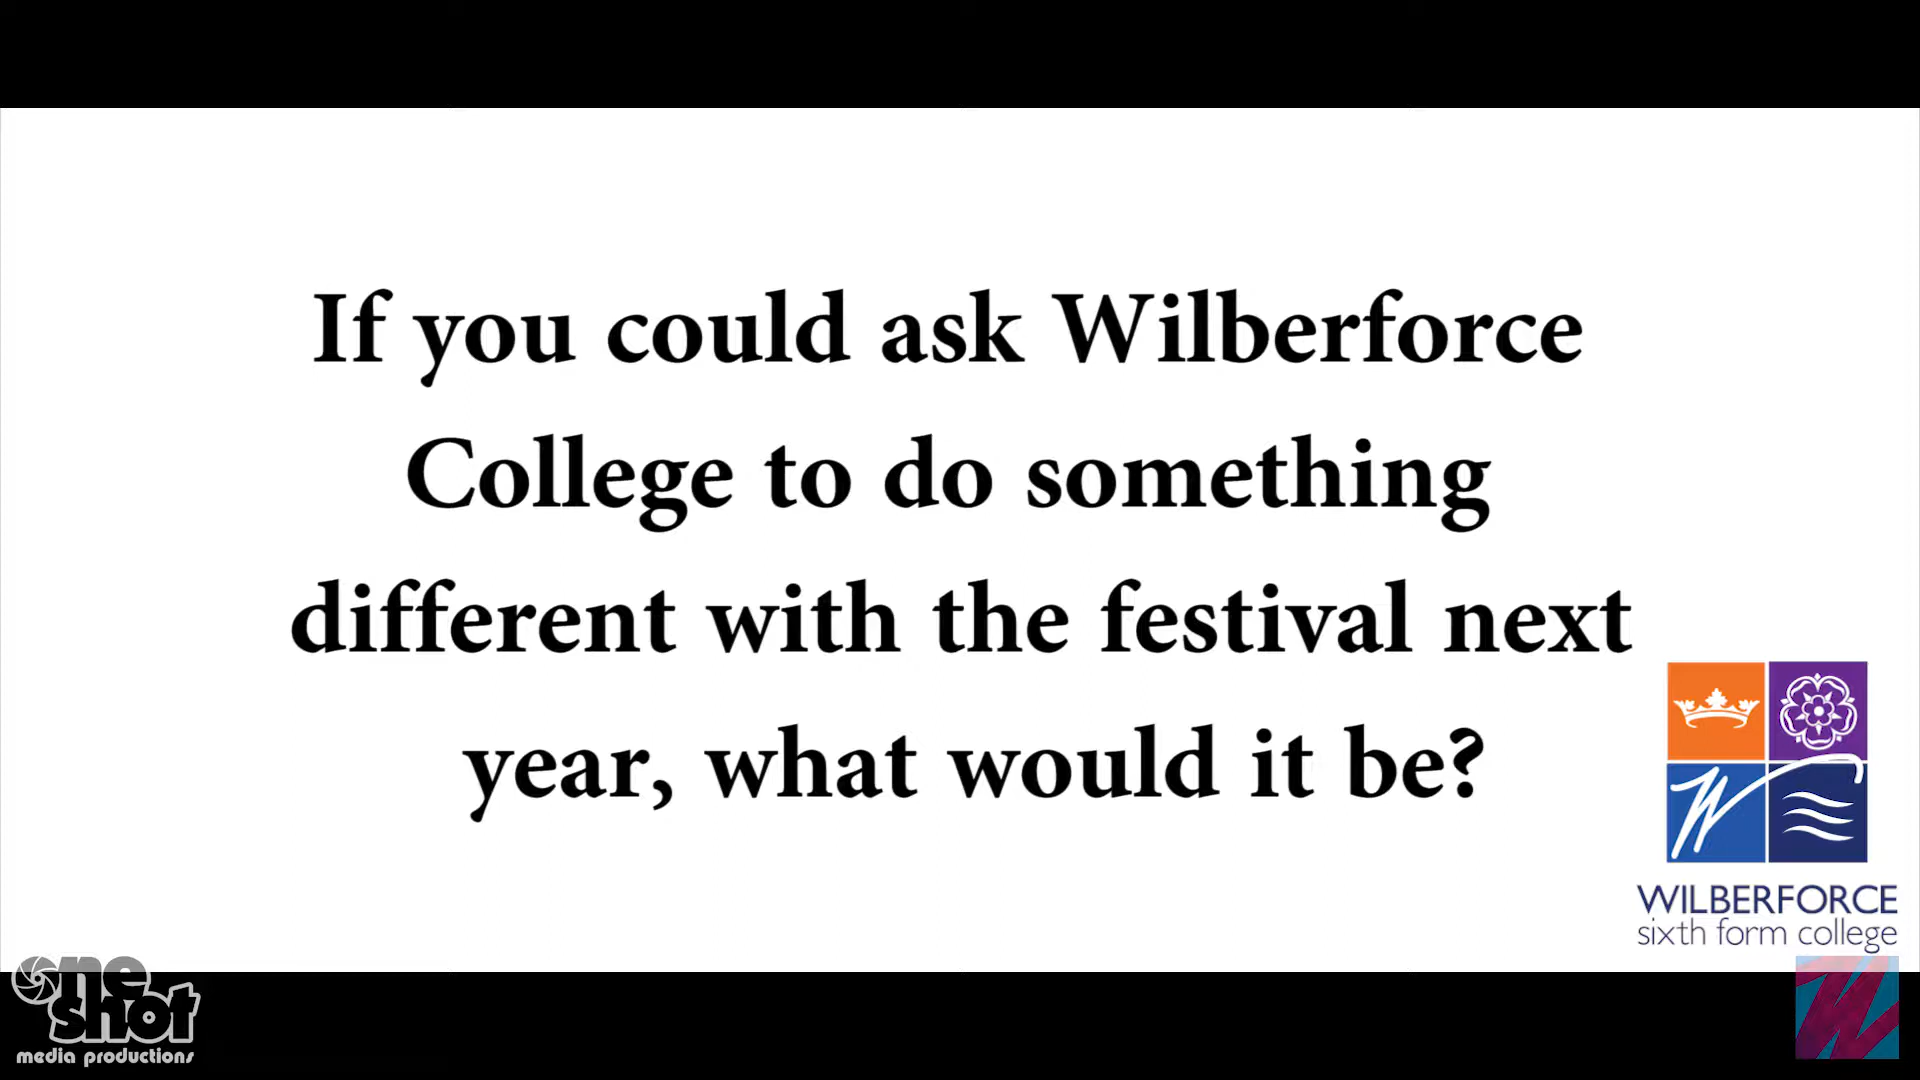 If you could ask Wilberforce
College to do something
different with the festival next
year, what would it be?
WILBERFORCE
sixth form college
one
shot
media productions